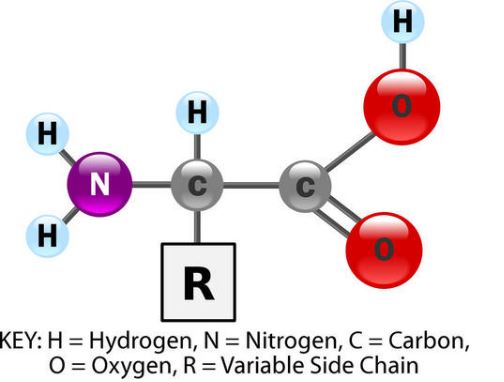 H
H
H
O
N
C
C
H
O
R
KEY: H = Hydrogen, N = Nitrogen, C = Carbon,
O = Oxygen, R = Variable Side Chain